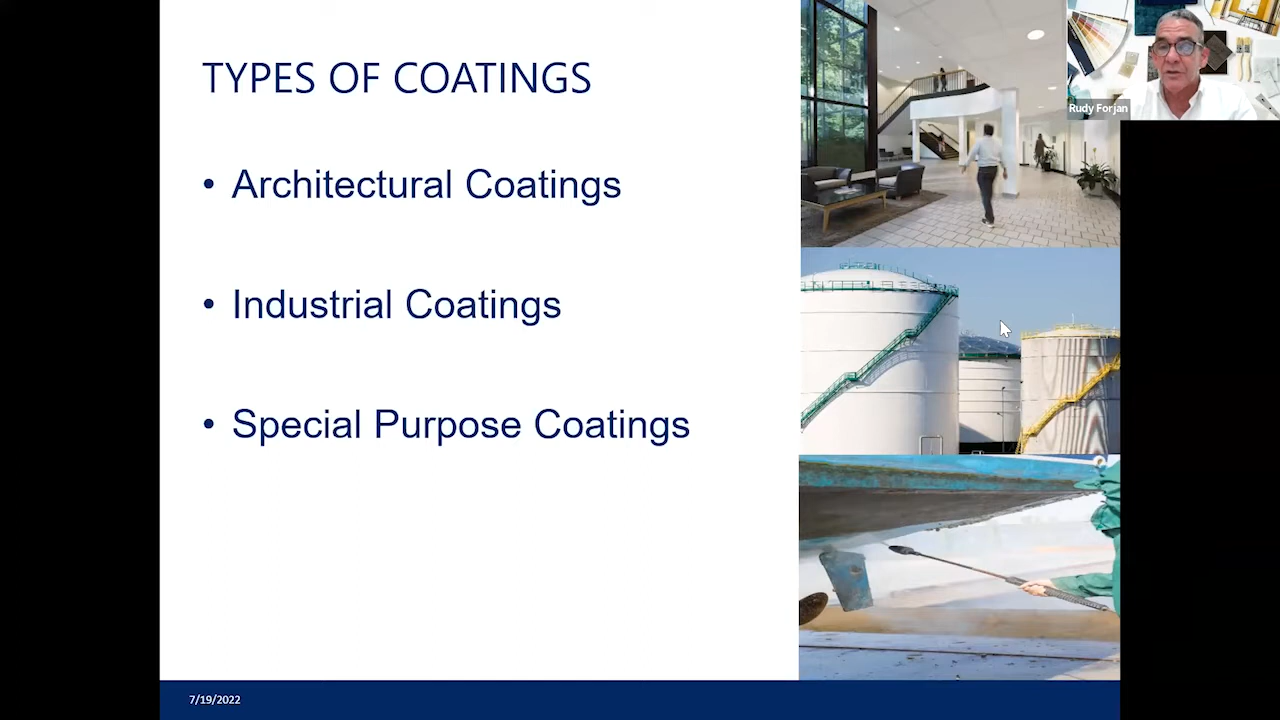 TYPES OF COATINGS
• Architectural Coatings
• Industrial Coatings
• Special Purpose Coatings
Rudy Forjan
7/19/2022